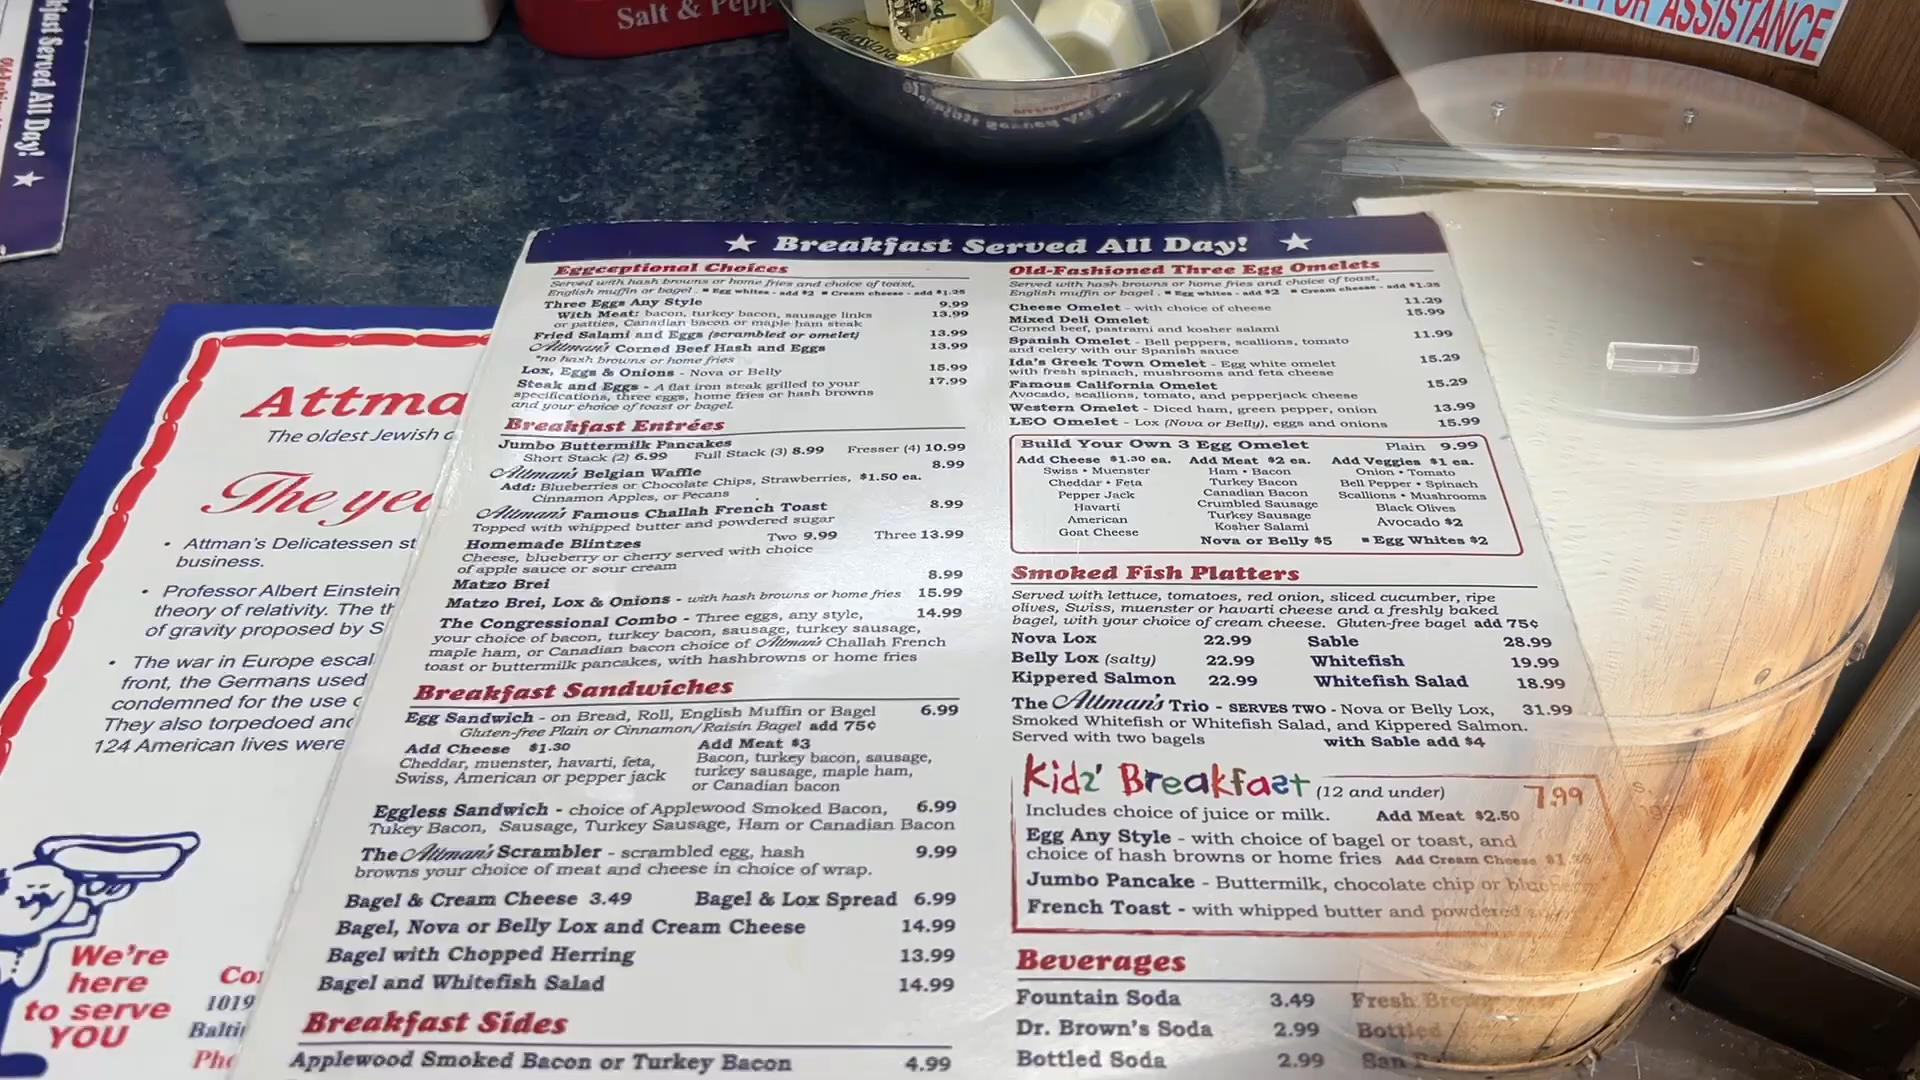 Salt & Pepp
FOR ASSISTANCE
kfast Served All Day!
★ Breakfast Served All Day! ★
Eggceptional Choices
Served with hash browns or home fries and choice of toast,
English muffin or bagel. ▪ Egg whites - add $2 ▪ Cream cheese - add $1.25
Three Eggs Any Style 9.99
With Meat: bacon, turkey bacon, sausage links 13.99
or patties, Canadian bacon or maple ham steak
Fried Salami and Eggs (scrambled or omelet) 13.99
Attman's Corned Beef Hash and Eggs 13.99
*no hash browns or home fries
Lox, Eggs & Onions - Nova or Belly 15.99
Steak and Eggs - A flat iron steak grilled to your 17.99
specifications, three eggs, home fries or hash browns
and your choice of toast or bagel.
Breakfast Entrées
Jumbo Buttermilk Pancakes
Short Stack (2) 6.99 Full Stack (3) 8.99 Fresser (4) 10.99
Attman's Belgian Waffle 8.99
Add: Blueberries or Chocolate Chips, Strawberries, $1.50 ea.
Cinnamon Apples, or Pecans
Attman's Famous Challah French Toast 8.99
Topped with whipped butter and powdered sugar
Homemade Blintzes Two 9.99 Three 13.99
Cheese, blueberry or cherry served with choice
of apple sauce or sour cream
Matzo Brei 8.99
Matzo Brei, Lox & Onions - with hash browns or home fries 15.99
The Congressional Combo - Three eggs, any style, 14.99
your choice of bacon, turkey bacon, sausage, turkey sausage,
maple ham, or Canadian bacon choice of Attman's Challah French
toast or buttermilk pancakes, with hashbrowns or home fries
Breakfast Sandwiches
Egg Sandwich - on Bread, Roll, English Muffin or Bagel 6.99
Gluten-free Plain or Cinnamon/Raisin Bagel add 75¢
Add Cheese $1.30 Add Meat $3
Cheddar, muenster, havarti, feta, Bacon, turkey bacon, sausage,
Swiss, American or pepper jack turkey sausage, maple ham,
or Canadian bacon
Eggless Sandwich - choice of Applewood Smoked Bacon, 6.99
Tukey Bacon, Sausage, Turkey Sausage, Ham or Canadian Bacon
The Attman's Scrambler - scrambled egg, hash 9.99
browns your choice of meat and cheese in choice of wrap.
Bagel & Cream Cheese 3.49 Bagel & Lox Spread 6.99
Bagel, Nova or Belly Lox and Cream Cheese 14.99
Bagel with Chopped Herring 13.99
Bagel and Whitefish Salad 14.99
Breakfast Sides
Applewood Smoked Bacon or Turkey Bacon 4.99
Old-Fashioned Three Egg Omelets
Served with hash browns or home fries and choice of toast,
English muffin or bagel. ▪ Egg whites - add $2 ▪ Cream cheese - add $1.25
Cheese Omelet - with choice of cheese 11.29
Mixed Deli Omelet 15.99
Corned beef, pastrami and kosher salami
Spanish Omelet - Bell peppers, scallions, tomato 11.99
and celery with our Spanish sauce
Ida's Greek Town Omelet - Egg white omelet 15.29
with fresh spinach, mushrooms and feta cheese
Famous California Omelet 15.29
Avocado, scallions, tomato, and pepperjack cheese
Western Omelet - Diced ham, green pepper, onion 13.99
LEO Omelet - Lox (Nova or Belly), eggs and onions 15.99
Build Your Own 3 Egg Omelet Plain 9.99
Add Cheese $1.30 ea. Add Meat $2 ea. Add Veggies $1 ea.
Swiss • Muenster Ham • Bacon Onion • Tomato
Cheddar • Feta Turkey Bacon Bell Pepper • Spinach
Pepper Jack Canadian Bacon Scallions • Mushrooms
Havarti Crumbled Sausage Black Olives
American Turkey Sausage Avocado $2
Goat Cheese Kosher Salami
Nova or Belly $5 ▪ Egg Whites $2
Smoked Fish Platters
Served with lettuce, tomatoes, red onion, sliced cucumber, ripe
olives, Swiss, muenster or havarti cheese and a freshly baked
bagel, with your choice of cream cheese. Gluten-free bagel add 75¢
Nova Lox 22.99 Sable 28.99
Belly Lox (salty) 22.99 Whitefish 19.99
Kippered Salmon 22.99 Whitefish Salad 18.99
The Attman's Trio - SERVES TWO - Nova or Belly Lox, 31.99
Smoked Whitefish or Whitefish Salad, and Kippered Salmon.
Served with two bagels with Sable add $4
Kidz' Breakfast (12 and under) 7.99
Includes choice of juice or milk. Add Meat $2.50
Egg Any Style - with choice of bagel or toast, and
choice of hash browns or home fries Add Cream Cheese
Jumbo Pancake - Buttermilk, chocolate chip or blueberry
French Toast - with whipped butter and powdered
Beverages
Fountain Soda 3.49 Fresh
Dr. Brown's Soda 2.99 Bottled
Bottled Soda 2.99 San
Attma
The oldest Jewish
The yea
• Attman's Delicatessen st
business.
• Professor Albert Einstein
theory of relativity. The th
of gravity proposed by S
• The war in Europe escal
front, the Germans used
condemned for the use
They also torpedoed and
124 American lives were
We're
here
to serve
YOU
Cor
1019
Balti
Pho